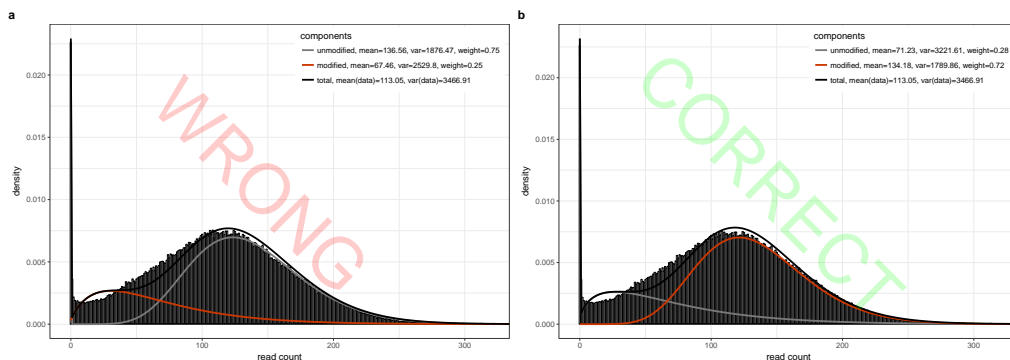 a
components
unmodified, mean=136.56, var=1876.47, weight=0.75
modified, mean=67.46, var=2529.8, weight=0.25
total, mean(data)=113.05, var(data)=3466.91
WRONG
density
0.020
0.015
0.010
0.005
0.000
0
100
200
300
read count
b
components
unmodified, mean=71.23, var=3221.61, weight=0.28
modified, mean=134.18, var=1789.86, weight=0.72
total, mean(data)=113.05, var(data)=3466.91
CORRECT
density
0.020
0.015
0.010
0.005
0.000
0
100
200
300
read count